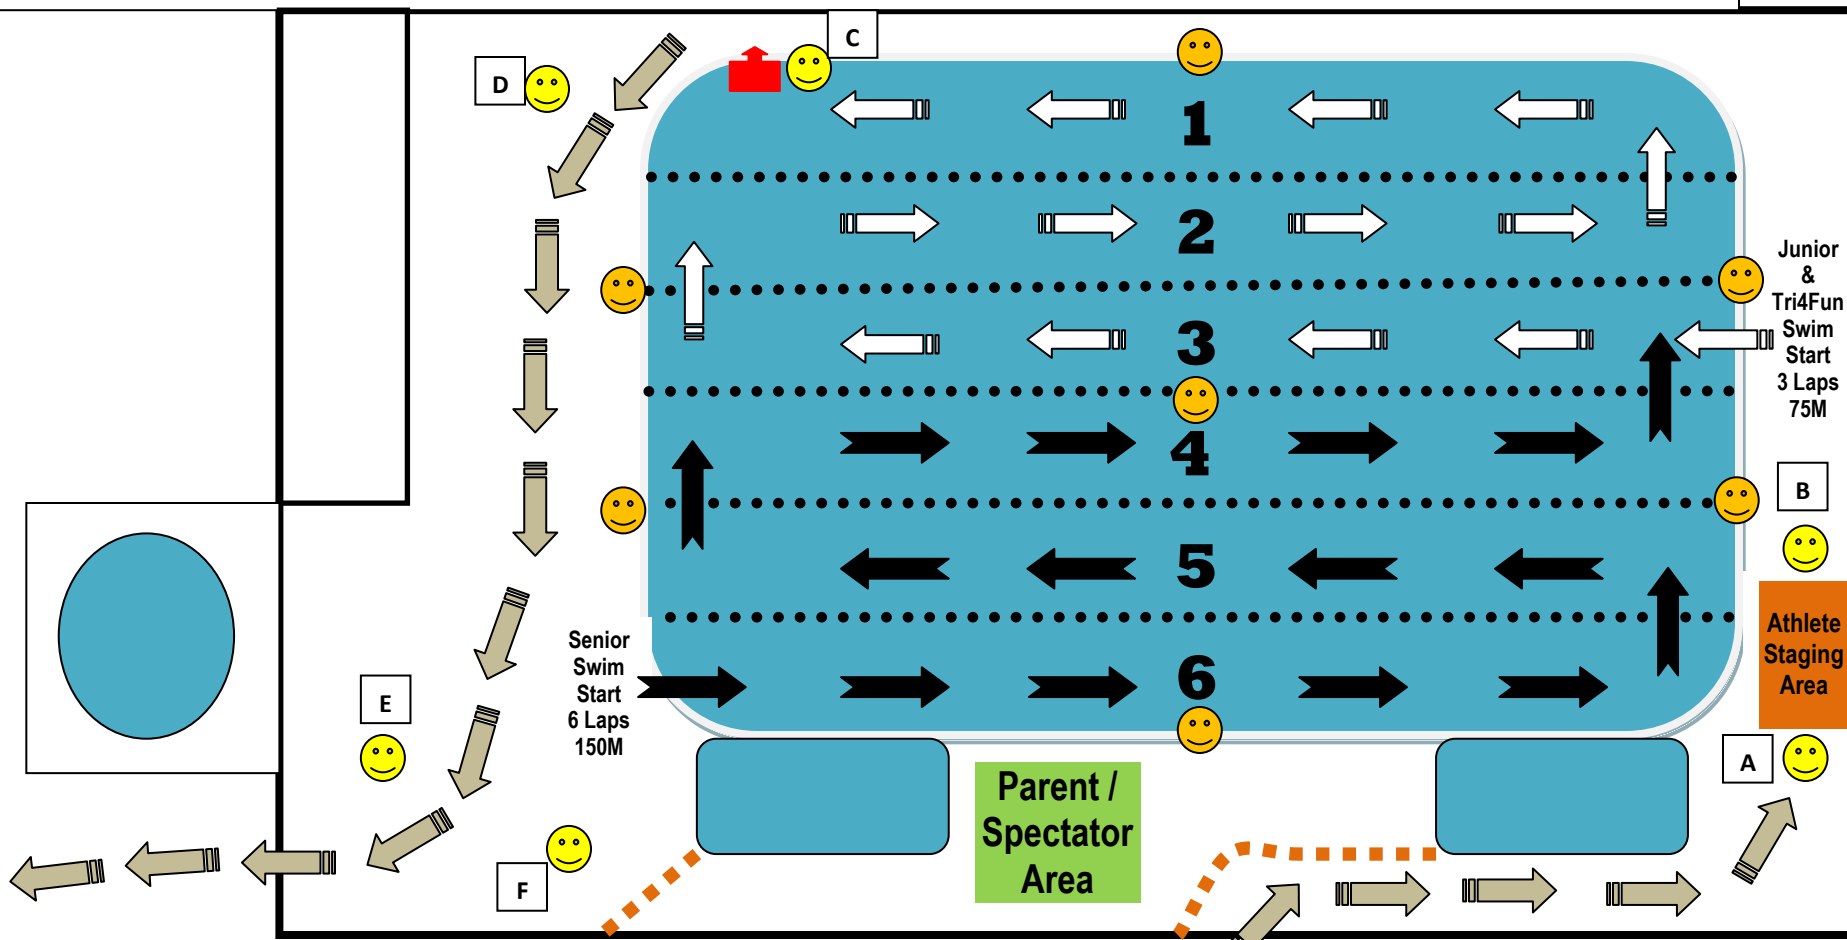 C
D
1
2
Junior
&
Tri4Fun
Swim
Start
3 Laps
75M
3
4
B
5
Athlete
Staging
Area
Senior
Swim
Start
6 Laps
150M
6
E
A
Parent /
Spectator
Area
F